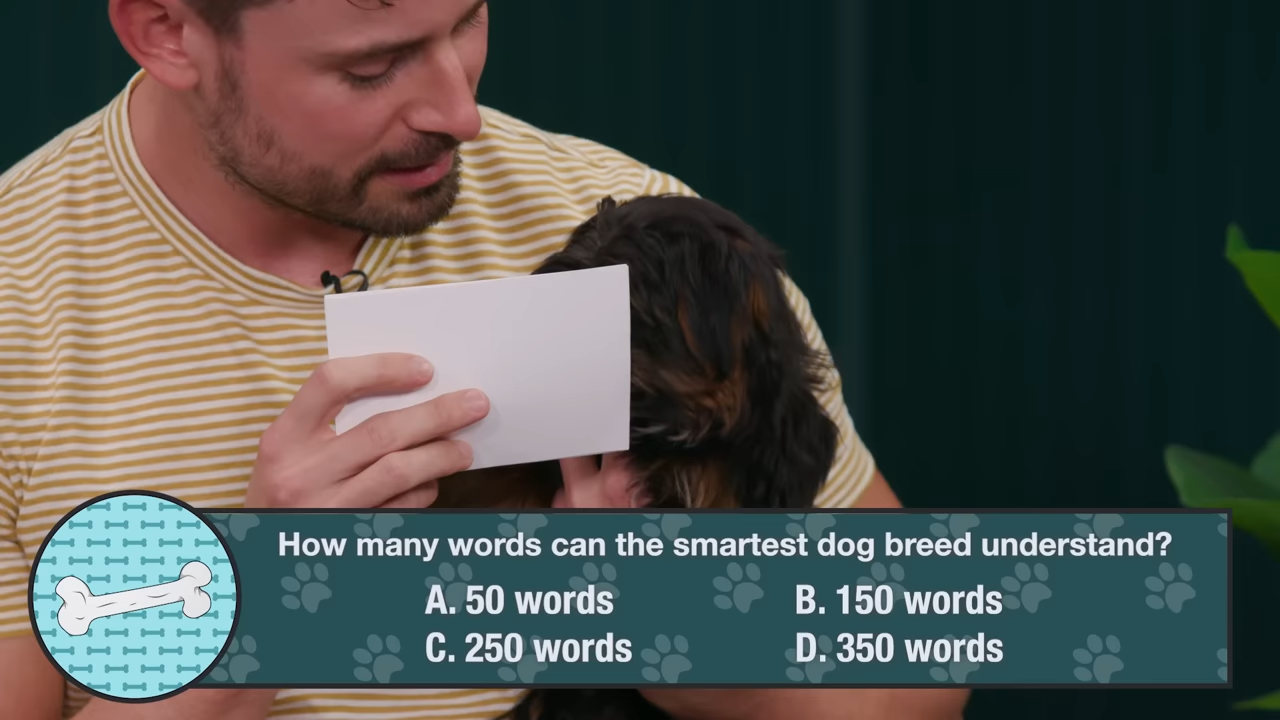 How many words can the smartest dog breed understand?
A. 50 words B. 150 words
C. 250 words D. 350 words